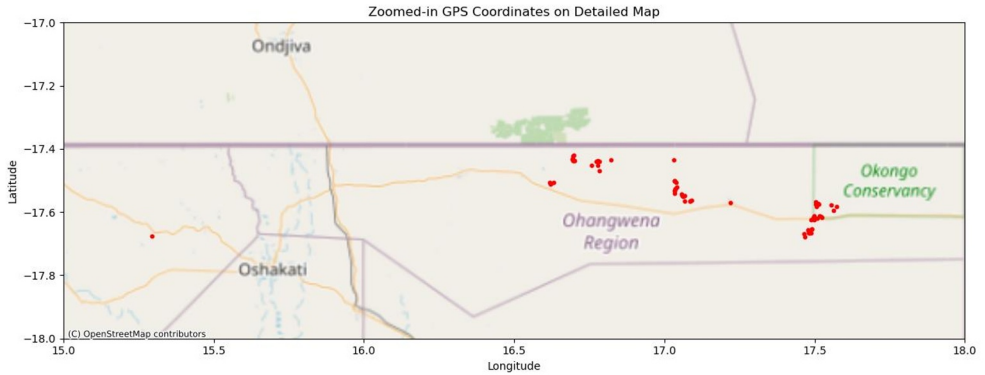 Zoomed-in GPS Coordinates on Detailed Map
−17.0
−17.2
−17.4
−17.6
−17.8
−18.0
Latitude
Ondjiva
Okongo
Conservancy
Ohangwena
Region
Oshakati
(C) OpenStreetMap contributors
15.0 15.5 16.0 16.5 17.0 17.5 18.0
Longitude